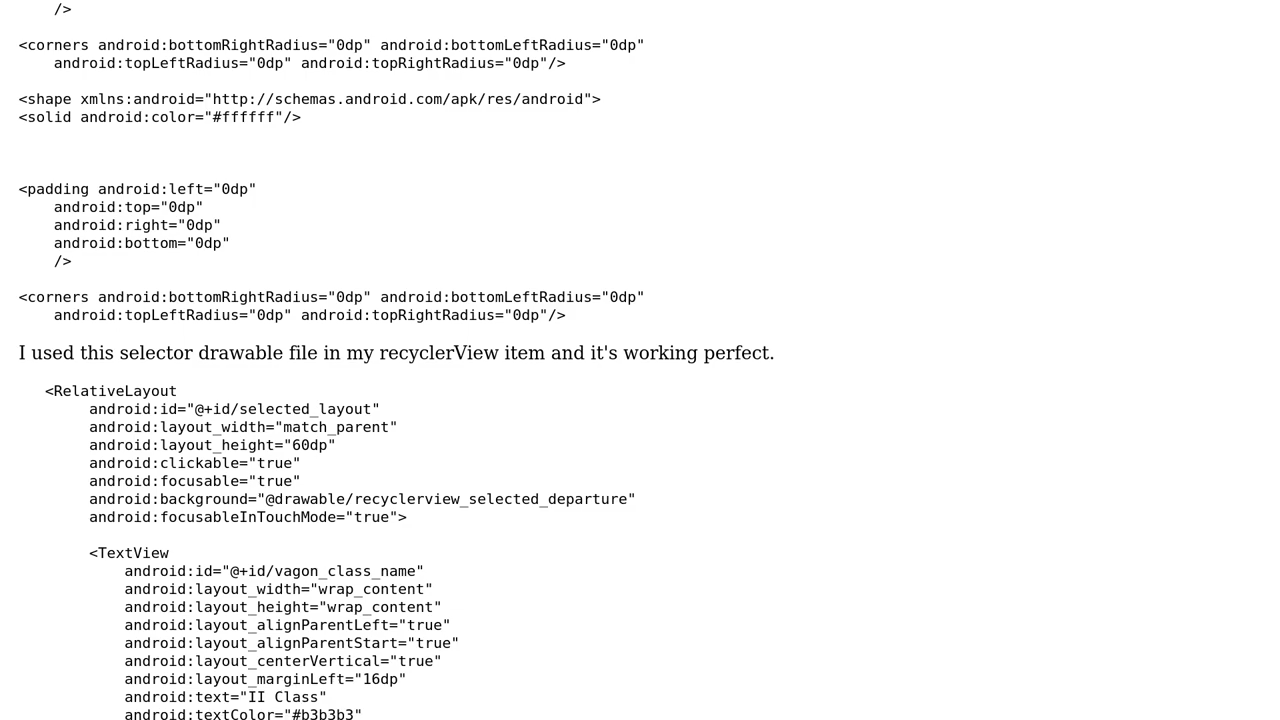 />
<corners android:bottomRightRadius="0dp" android:bottomLeftRadius="0dp"
    android:topLeftRadius="0dp" android:topRightRadius="0dp"/>
<shape xmlns:android="http://schemas.android.com/apk/res/android">
<solid android:color="#ffffff"/>
<padding android:left="0dp"
    android:top="0dp"
    android:right="0dp"
    android:bottom="0dp"
    />
<corners android:bottomRightRadius="0dp" android:bottomLeftRadius="0dp"
    android:topLeftRadius="0dp" android:topRightRadius="0dp"/>
I used this selector drawable file in my recyclerView item and it's working perfect.
   <RelativeLayout
        android:id="@+id/selected_layout"
        android:layout_width="match_parent"
        android:layout_height="60dp"
        android:clickable="true"
        android:focusable="true"
        android:background="@drawable/recyclerview_selected_departure"
        android:focusableInTouchMode="true">
        <TextView
            android:id="@+id/vagon_class_name"
            android:layout_width="wrap_content"
            android:layout_height="wrap_content"
            android:layout_alignParentLeft="true"
            android:layout_alignParentStart="true"
            android:layout_centerVertical="true"
            android:layout_marginLeft="16dp"
            android:text="II Class"
            android:textColor="#b3b3b3"